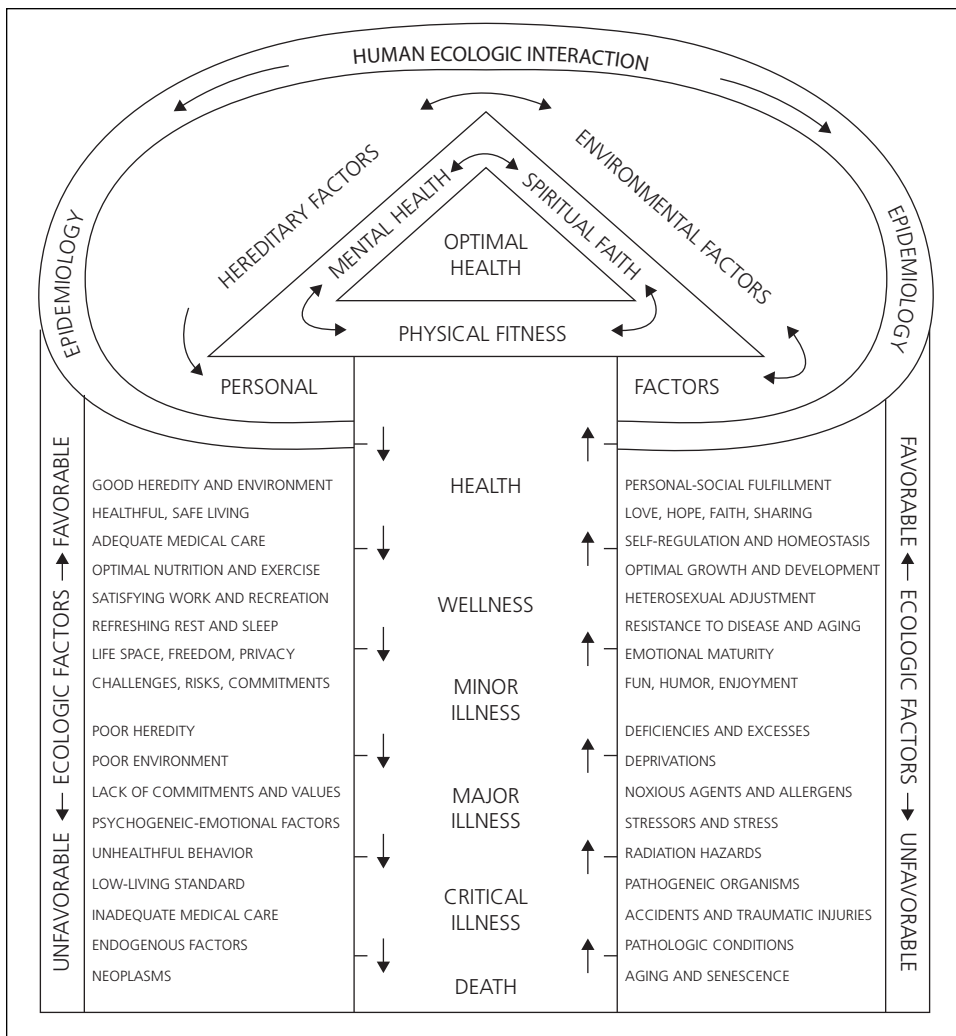 HUMAN ECOLOGIC INTERACTION
EPIDEMIOLOGY
EPIDEMIOLOGY
HEREDITARY FACTORS
ENVIRONMENTAL FACTORS
MENTAL HEALTH
SPIRITUAL FAITH
OPTIMAL
HEALTH
PHYSICAL FITNESS
PERSONAL
FACTORS
UNFAVORABLE
ECOLOGIC FACTORS
FAVORABLE
GOOD HEREDITY AND ENVIRONMENT
HEALTHFUL, SAFE LIVING
ADEQUATE MEDICAL CARE
OPTIMAL NUTRITION AND EXERCISE
SATISFYING WORK AND RECREATION
REFRESHING REST AND SLEEP
LIFE SPACE, FREEDOM, PRIVACY
CHALLENGES, RISKS, COMMITMENTS
POOR HEREDITY
POOR ENVIRONMENT
LACK OF COMMITMENTS AND VALUES
PSYCHOGENEIC-EMOTIONAL FACTORS
UNHEALTHFUL BEHAVIOR
LOW-LIVING STANDARD
INADEQUATE MEDICAL CARE
ENDOGENOUS FACTORS
NEOPLASMS
HEALTH
WELLNESS
MINOR
ILLNESS
MAJOR
ILLNESS
CRITICAL
ILLNESS
DEATH
PERSONAL-SOCIAL FULFILLMENT
LOVE, HOPE, FAITH, SHARING
SELF-REGULATION AND HOMEOSTASIS
OPTIMAL GROWTH AND DEVELOPMENT
HETEROSEXUAL ADJUSTMENT
RESISTANCE TO DISEASE AND AGING
EMOTIONAL MATURITY
FUN, HUMOR, ENJOYMENT
DEFICIENCIES AND EXCESSES
DEPRIVATIONS
NOXIOUS AGENTS AND ALLERGENS
STRESSORS AND STRESS
RADIATION HAZARDS
PATHOGENEIC ORGANISMS
ACCIDENTS AND TRAUMATIC INJURIES
PATHOLOGIC CONDITIONS
AGING AND SENESCENCE
FAVORABLE
ECOLOGIC FACTORS
UNFAVORABLE